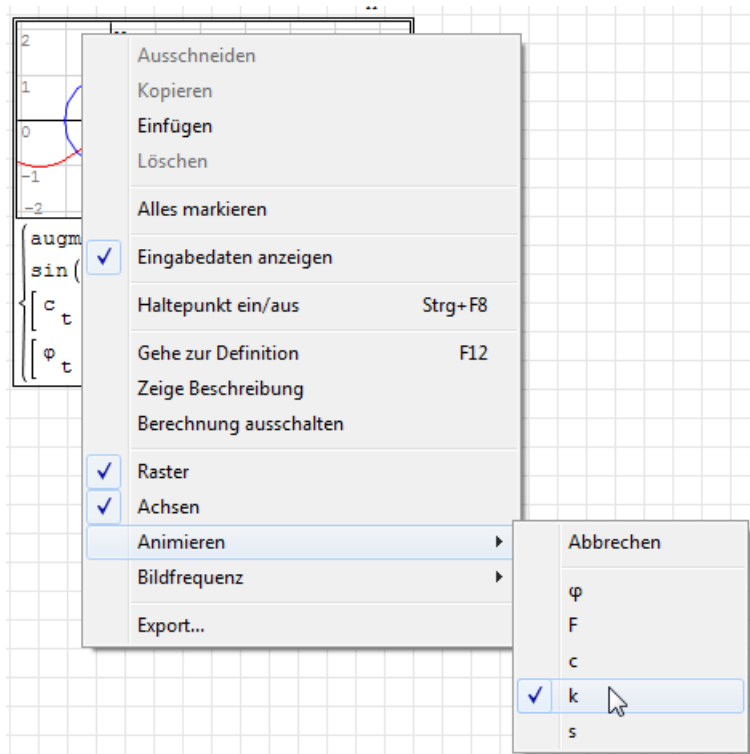 2
1
0
-1
-2
augm
sin(
c t
φ t
Ausschneiden
Kopieren
Einfügen
Löschen
Alles markieren
Eingabedaten anzeigen
Haltepunkt ein/aus Strg+F8
Gehe zur Definition F12
Zeige Beschreibung
Berechnung ausschalten
Raster
Achsen
Animieren
Bildfrequenz
Export...
Abbrechen
φ
F
c
k
s